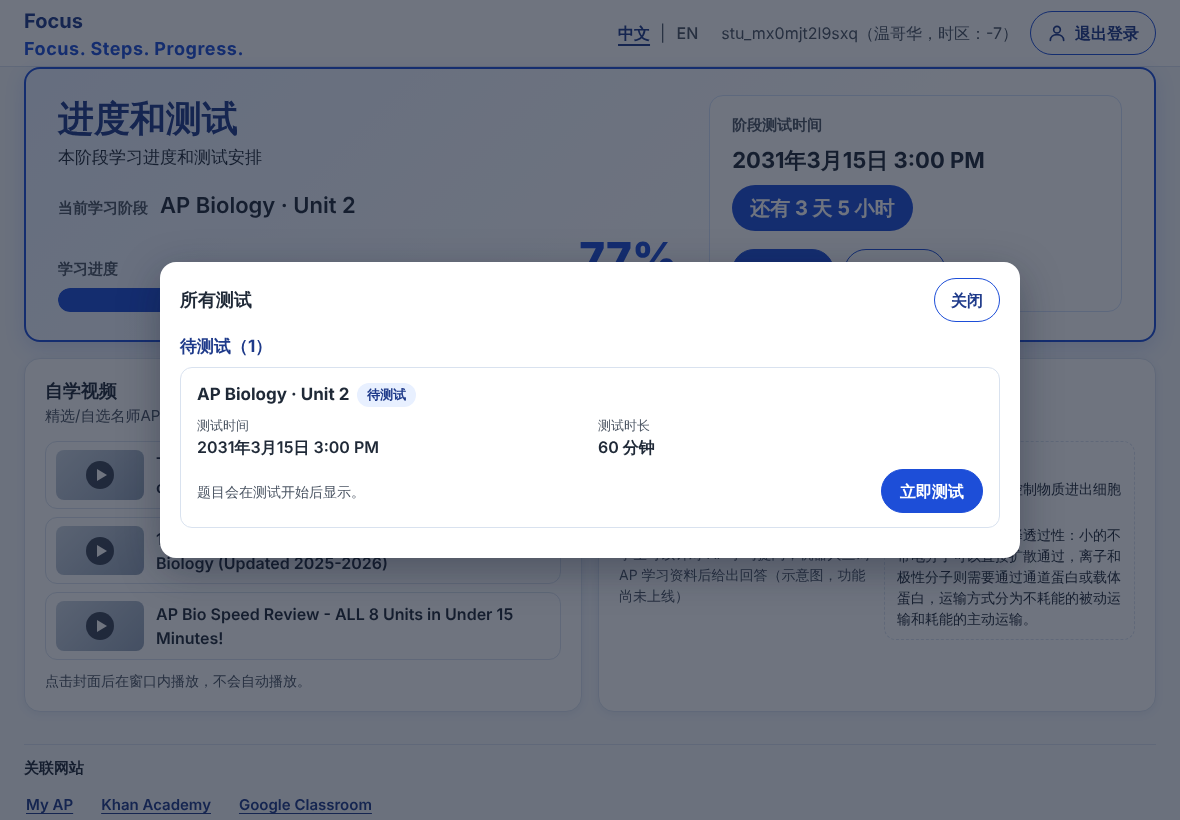 Focus
Focus. Steps. Progress.
中文 | EN stu_mx0mjt2l9sxq（温哥华，时区：-7） 退出登录
进度和测试
本阶段学习进度和测试安排
当前学习阶段 AP Biology · Unit 2
学习进度
77%
阶段测试时间
2031年3月15日 3:00 PM
还有 3 天 5 小时
所有测试
关闭
待测试（1）
AP Biology · Unit 2 待测试
测试时间
2031年3月15日 3:00 PM
测试时长
60 分钟
题目会在测试开始后显示。
立即测试
自学视频
精选/自选名师AP
Biology (Updated 2025-2026)
AP Bio Speed Review - ALL 8 Units in Under 15
Minutes!
点击封面后在窗口内播放，不会自动播放。
AP 学习资料后给出回答（示意图，功能
尚未上线）
制物质进出细胞
透过性：小的不
带电分子可以直接扩散通过，离子和
极性分子则需要通过通道蛋白或载体
蛋白，运输方式分为不耗能的被动运
输和耗能的主动运输。
关联网站
My AP Khan Academy Google Classroom